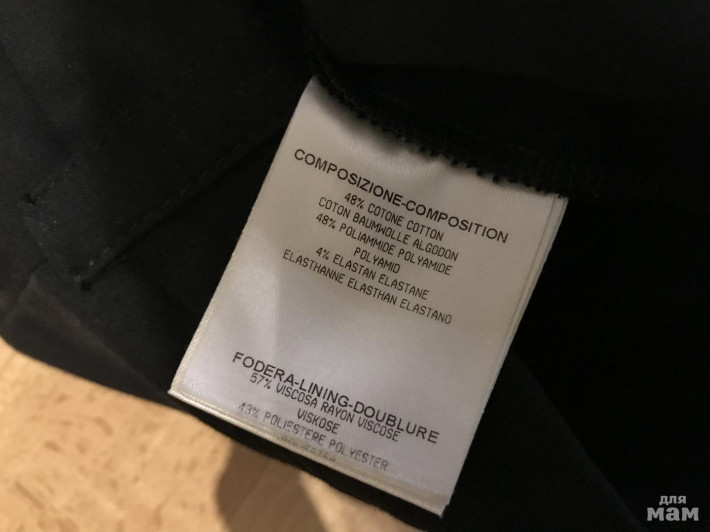 COMPOSIZIONE-COMPOSITION
48% COTONE COTTON
COTON BAUMWOLLE ALGODON
48% POLIAMMIDE POLYAMIDE
POLYAMID
4% ELASTAN ELASTANE
ELASTHANNE ELASTHAN ELASTANO
FODERA-LINING-DOUBLURE
57% VISCOSA RAYON VISCOSE
VISKOSE
43% POLIESTERE POLYESTER
для
мам